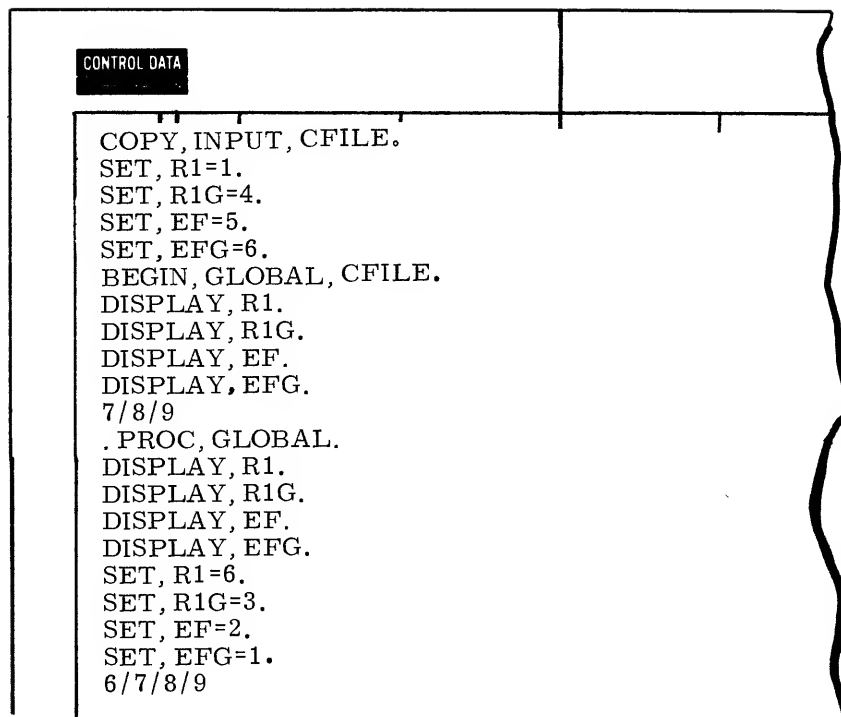 CONTROL DATA
COPY, INPUT, CFILE.
SET, R1=1.
SET, R1G=4.
SET, EF=5.
SET, EFG=6.
BEGIN, GLOBAL, CFILE.
DISPLAY, R1.
DISPLAY, R1G.
DISPLAY, EF.
DISPLAY, EFG.
7/8/9
. PROC, GLOBAL.
DISPLAY, R1.
DISPLAY, R1G.
DISPLAY, EF.
DISPLAY, EFG.
SET, R1=6.
SET, R1G=3.
SET, EF=2.
SET, EFG=1.
6/7/8/9